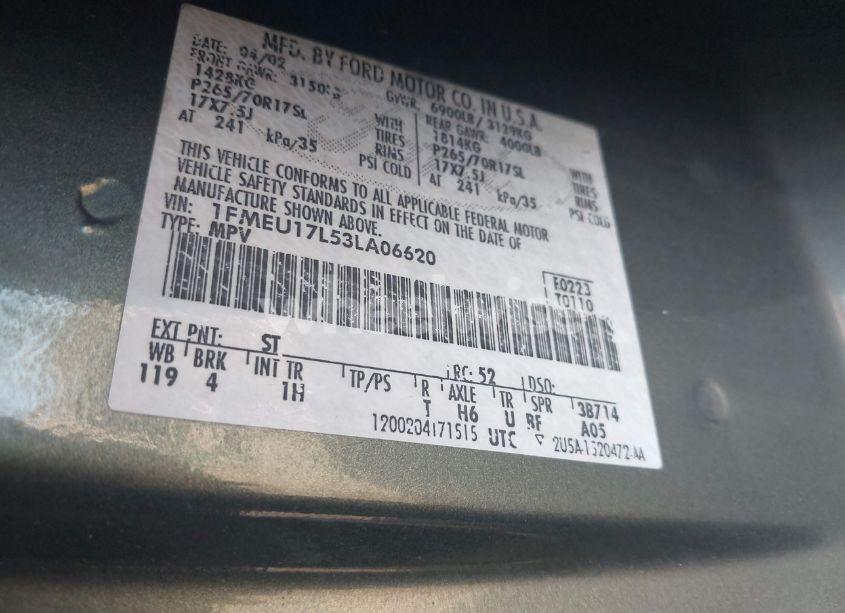 MFD. BY FORD MOTOR CO. IN U.S.A.
DATE: 04/02 GVWR: 6900LB / 3129KG
FRONT GAWR: 3150LB REAR GAWR: 4000LB
1428KG 1814KG
P265/70R17SL WITH TIRES P265/70R17SL WITH TIRES
17X7.5J RIMS 17X7.5J RIMS
AT 241 kPa/35 PSI COLD AT 241 kPa/35 PSI COLD
THIS VEHICLE CONFORMS TO ALL APPLICABLE FEDERAL MOTOR
VEHICLE SAFETY STANDARDS IN EFFECT ON THE DATE OF
MANUFACTURE SHOWN ABOVE.
VIN: 1FMEU17L53LA06620
TYPE: MPV
E0223
T0110
EXT PNT: ST RC: 52 DSO:
WB BRK INT TR TP/PS R AXLE TR SPR 3B714
119 4 1H T H6 U RF A05
1200204171515 UTC 2U5A-1520472-AA